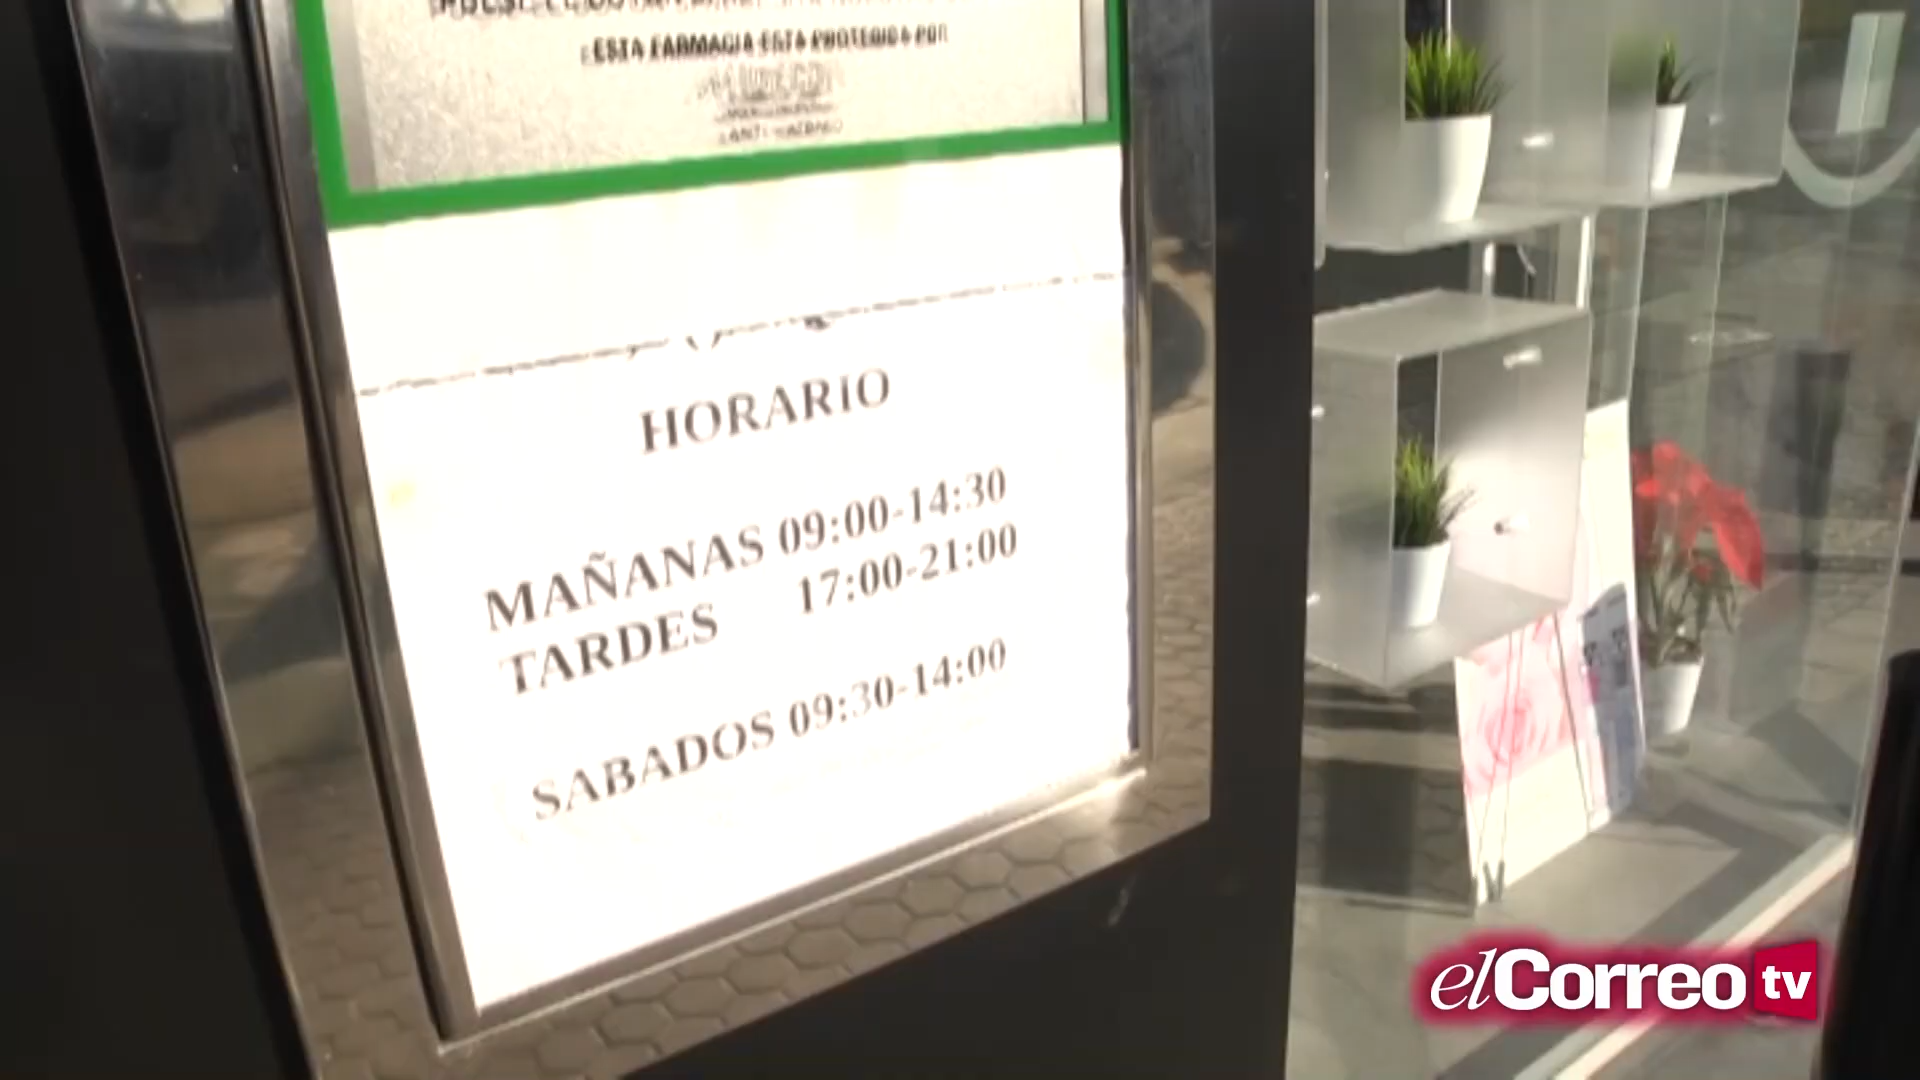 ESTA FARMACIA ESTA PROTEGIDA POR
HORARIO
MAÑANAS 09:00-14:30
TARDES 17:00-21:00
SABADOS 09:30-14:00
elCorreo tv